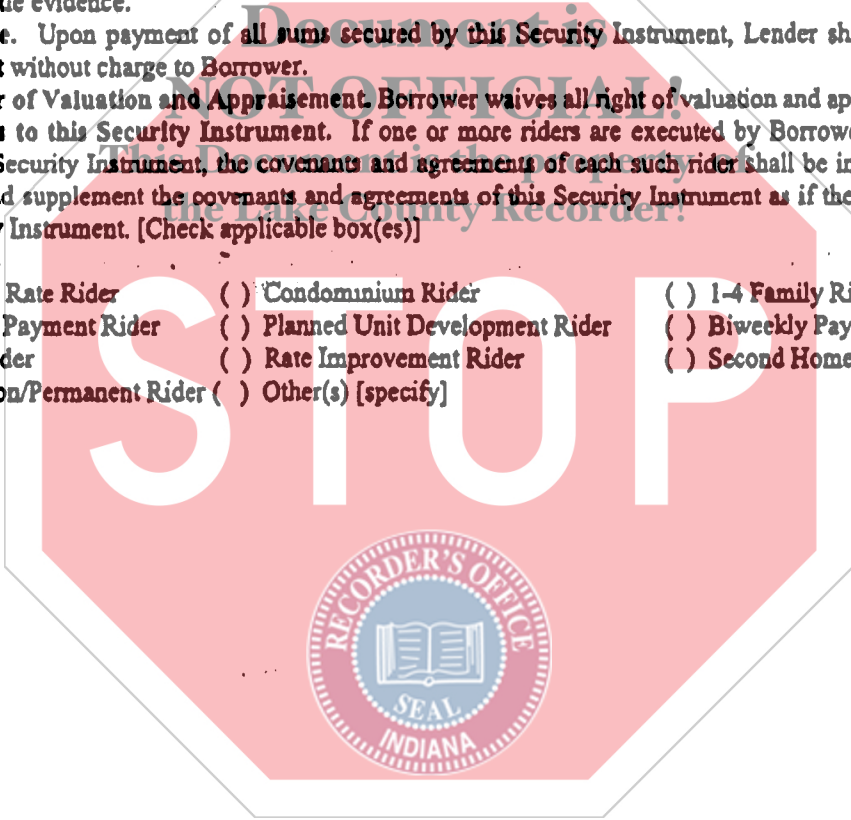 tle evidence.
e. Upon payment of all sums secured by this Security Instrument, Lender sh
t without charge to Borrower.
r of Valuation and Appraisement. Borrower waives all right of valuation and ap
s to this Security Instrument. If one or more riders are executed by Borrowe
Security Instrument, the covenants and agreements of each such rider shall be in
d supplement the covenants and agreements of this Security Instrument as if the
y Instrument. [Check applicable box(es)]
Rate Rider ( ) Condominium Rider ( ) 1-4 Family Ri
Payment Rider ( ) Planned Unit Development Rider ( ) Biweekly Pay
der ( ) Rate Improvement Rider ( ) Second Home
on/Permanent Rider ( ) Other(s) [specify]
Document is
NOT OFFICIAL!
This Document is the property of
the Lake County Recorder!
STOP
RECORDER'S OFFICE
SEAL
INDIANA